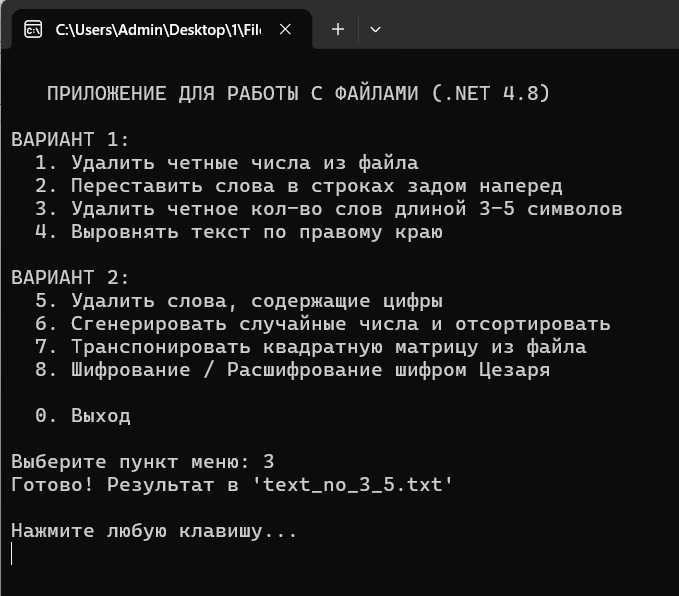 C:\Users\Admin\Desktop\1\File
ПРИЛОЖЕНИЕ ДЛЯ РАБОТЫ С ФАЙЛАМИ (.NET 4.8)
ВАРИАНТ 1:
1. Удалить четные числа из файла
2. Переставить слова в строках задом наперед
3. Удалить четное кол-во слов длиной 3-5 символов
4. Выровнять текст по правому краю
ВАРИАНТ 2:
5. Удалить слова, содержащие цифры
6. Сгенерировать случайные числа и отсортировать
7. Транспонировать квадратную матрицу из файла
8. Шифрование / Расшифрование шифром Цезаря
0. Выход
Выберите пункт меню: 3
Готово! Результат в 'text_no_3_5.txt'
Нажмите любую клавишу...